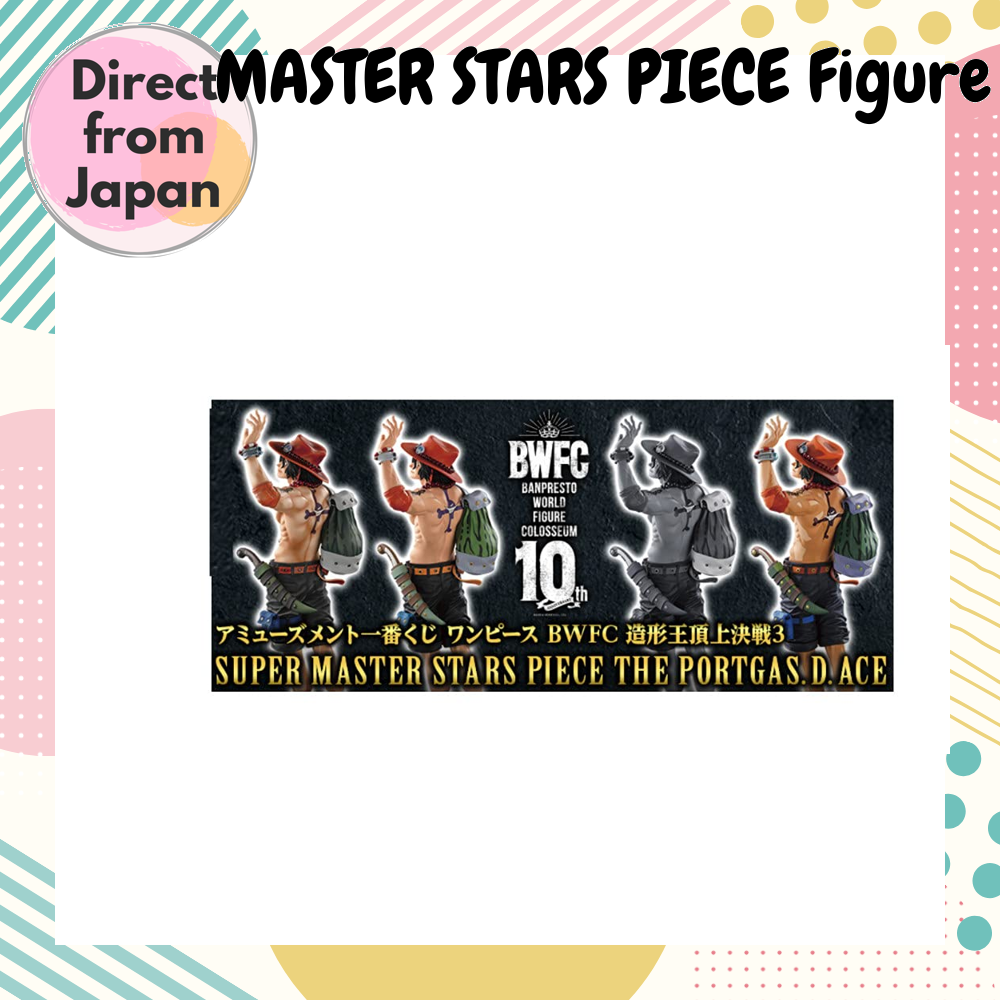 Direct
from
Japan
MASTER STARS PIECE Figure
BWFC
BANPRESTO
WORLD
FIGURE
COLOSSEUM
10th
アミューズメント一番くじ ワンピース BWFC 造形王頂上決戦3
SUPER MASTER STARS PIECE THE PORTGAS.D.ACE